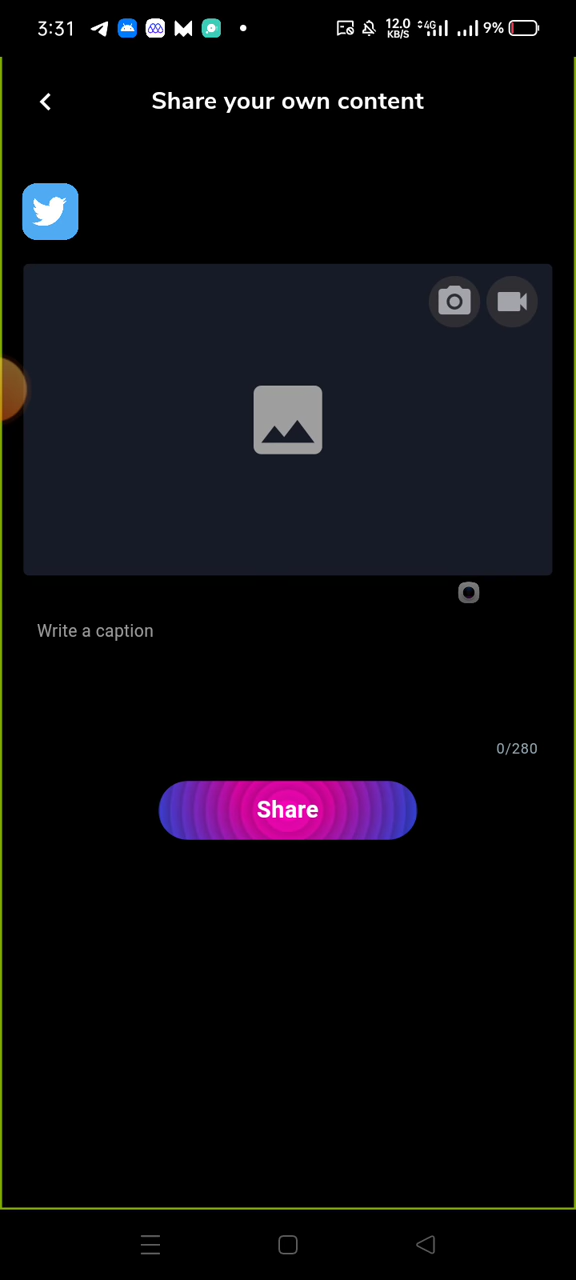 3:31
12.0
KB/S
4G
9%
Share your own content
Write a caption
0/280
Share